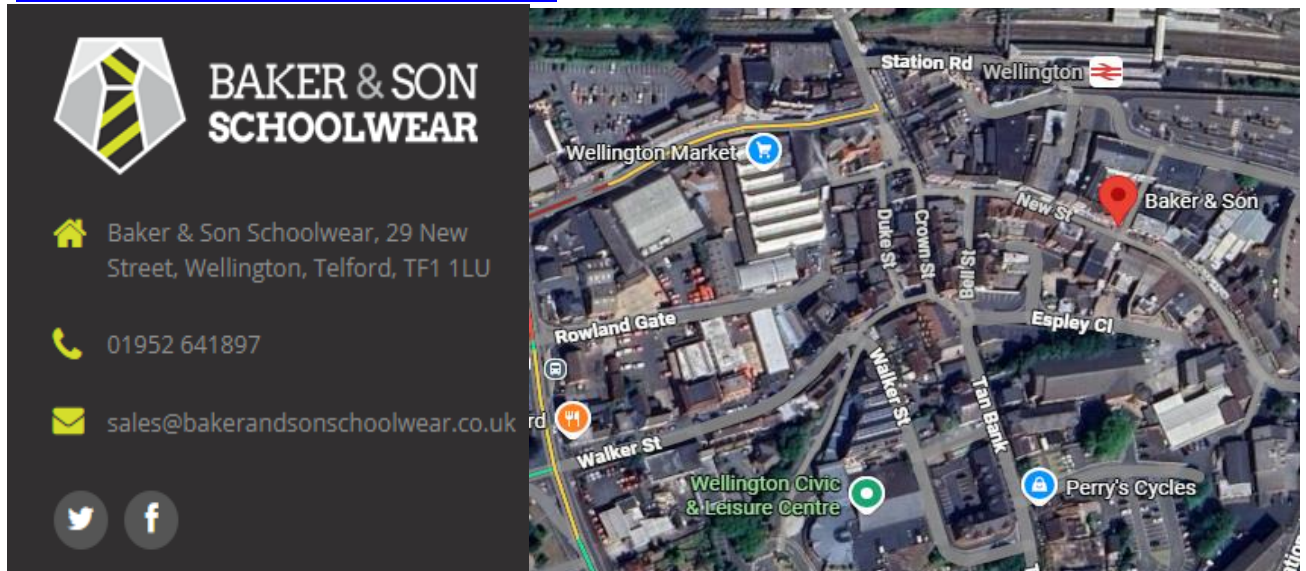 BAKER & SON
SCHOOLWEAR
Baker & Son Schoolwear, 29 New
Street, Wellington, Telford, TF1 1LU
01952 641897
sales@bakerandsonschoolwear.co.uk
Station Rd
Wellington
Wellington Market
New St
Baker & Son
Duke St
Crown St
Bell St
Rowland Gate
Espley Cl
Walker St
Tan Bank
rd
Walker St
Wellington Civic
& Leisure Centre
Perry's Cycles